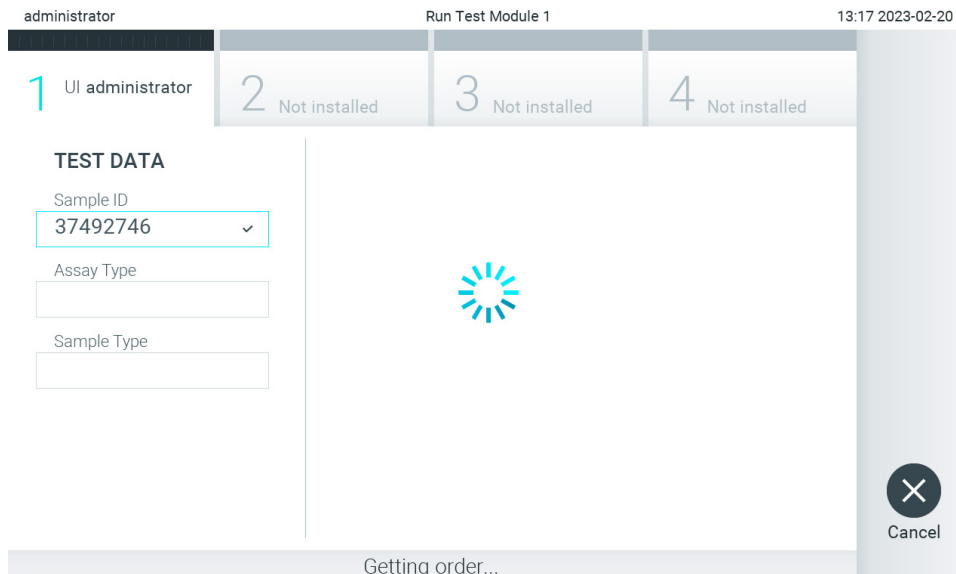 administrator Run Test Module 1 13:17 2023-02-20
1 UI administrator 2 Not installed 3 Not installed 4 Not installed
TEST DATA
Sample ID
37492746
Assay Type
Sample Type
Cancel
Getting order...